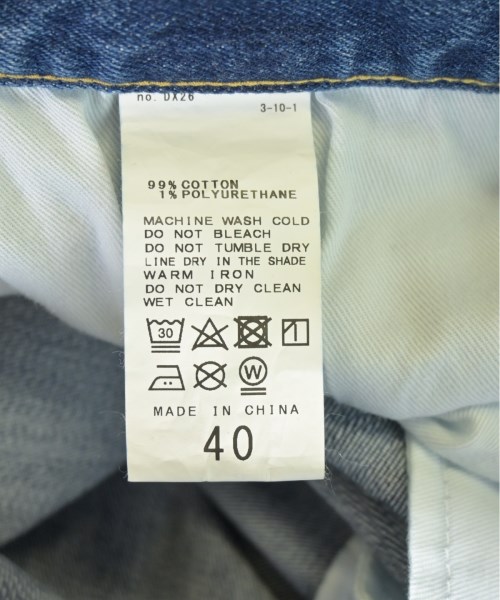 no. DX26
3-10-1
99% COTTON
1% POLYURETHANE
MACHINE WASH COLD
DO NOT BLEACH
DO NOT TUMBLE DRY
LINE DRY IN THE SHADE
WARM IRON
DO NOT DRY CLEAN
WET CLEAN
30
W
MADE IN CHINA
40